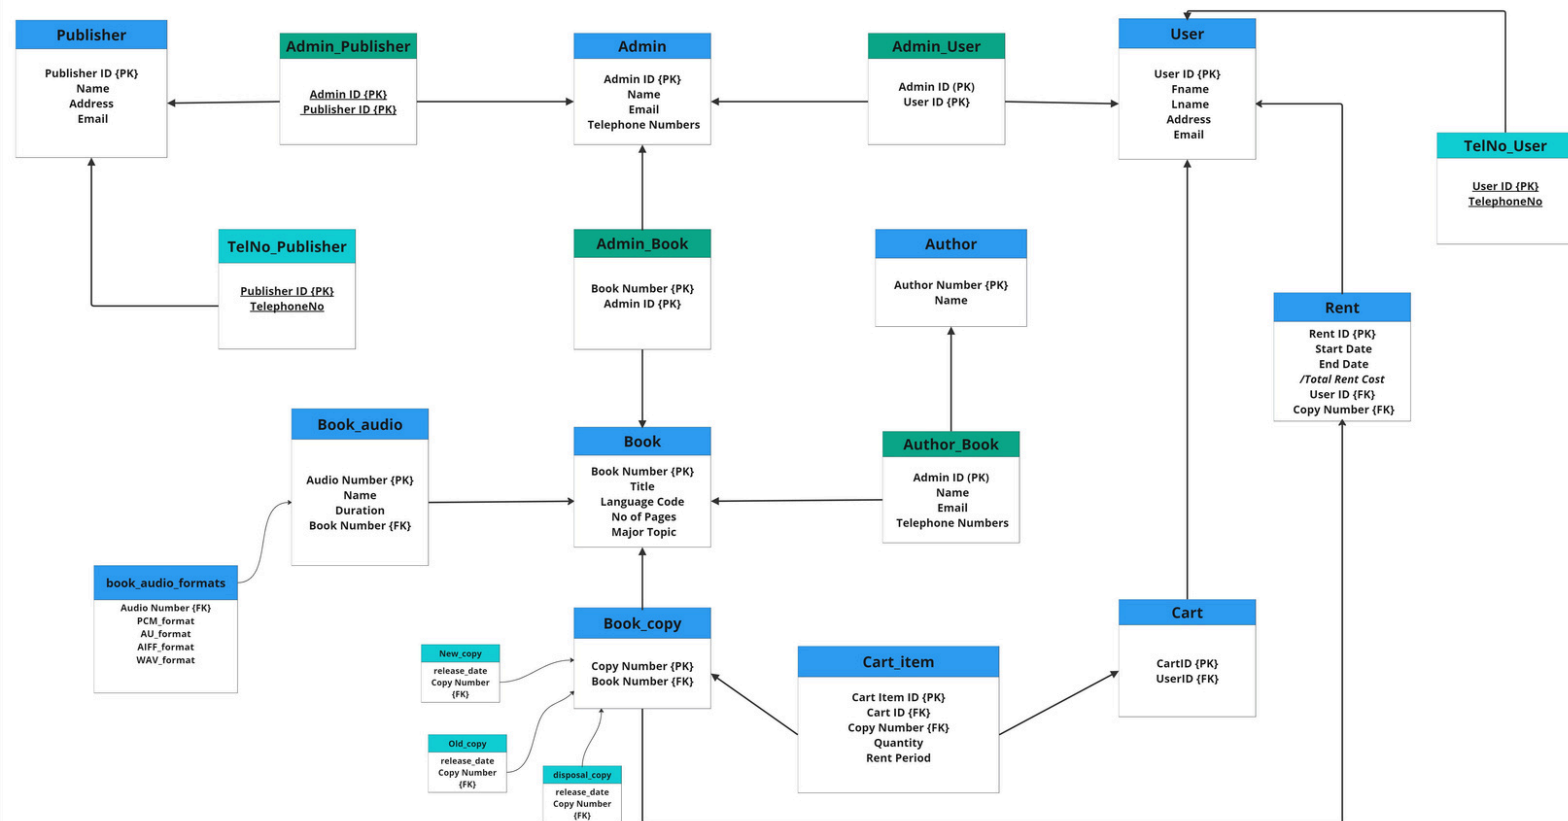 Publisher
Publisher ID {PK}
Name
Address
Email
Admin_Publisher
Admin ID {PK}
Publisher ID {PK}
Admin
Admin ID {PK}
Name
Email
Telephone Numbers
Admin_User
Admin ID (PK)
User ID {PK}
User
User ID {PK}
Fname
Lname
Address
Email
TelNo_User
User ID {PK}
TelephoneNo
TelNo_Publisher
Publisher ID {PK}
TelephoneNo
Admin_Book
Book Number {PK}
Admin ID {PK}
Author
Author Number {PK}
Name
Rent
Rent ID {PK}
Start Date
End Date
/Total Rent Cost
User ID {FK}
Copy Number {FK}
Book_audio
Audio Number {PK}
Name
Duration
Book Number {FK}
Book
Book Number {PK}
Title
Language Code
No of Pages
Major Topic
Author_Book
Admin ID (PK)
Name
Email
Telephone Numbers
book_audio_formats
Audio Number {FK}
PCM_format
AU_format
AIFF_format
WAV_format
Book_copy
Copy Number {PK}
Book Number {FK}
New_copy
release_date
Copy Number
{FK}
Old_copy
release_date
Copy Number
{FK}
disposal_copy
release_date
Copy Number
{FK}
Cart_item
Cart Item ID {PK}
Cart ID {FK}
Copy Number {FK}
Quantity
Rent Period
Cart
CartID {PK}
UserID {FK}